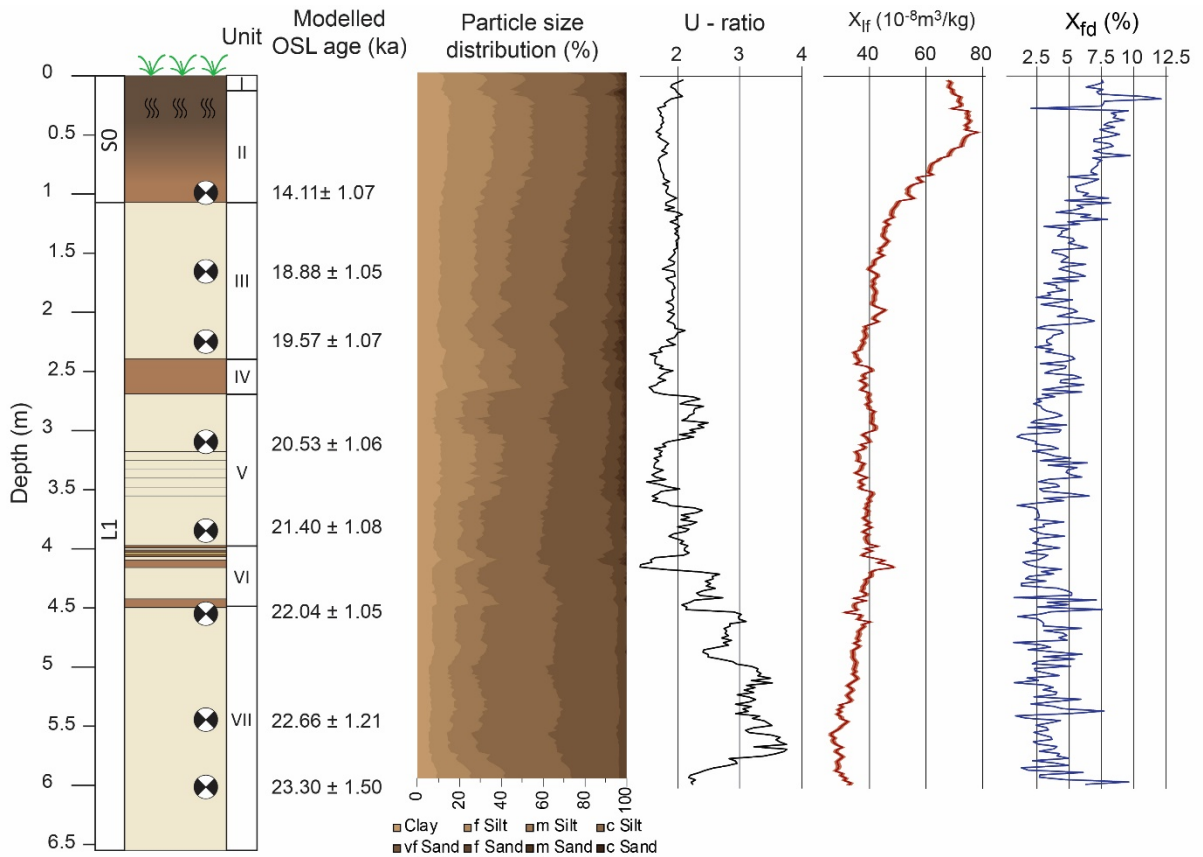 Unit
Modelled
OSL age (ka)
Particle size
distribution (%)
U - ratio
X_lf (10⁻⁸m³/kg)
X_fd (%)
2 3 4
40 60 80
2.5 5 7.5 10 12.5
Depth (m)
0
0.5
1
1.5
2
2.5
3
3.5
4
4.5
5
5.5
6
6.5
S0
L1
I
II
III
IV
V
VI
VII
14.11± 1.07
18.88 ± 1.05
19.57 ± 1.07
20.53 ± 1.06
21.40 ± 1.08
22.04 ± 1.05
22.66 ± 1.21
23.30 ± 1.50
0 20 40 60 80 100
Clay f Silt m Silt c Silt
vf Sand f Sand m Sand c Sand